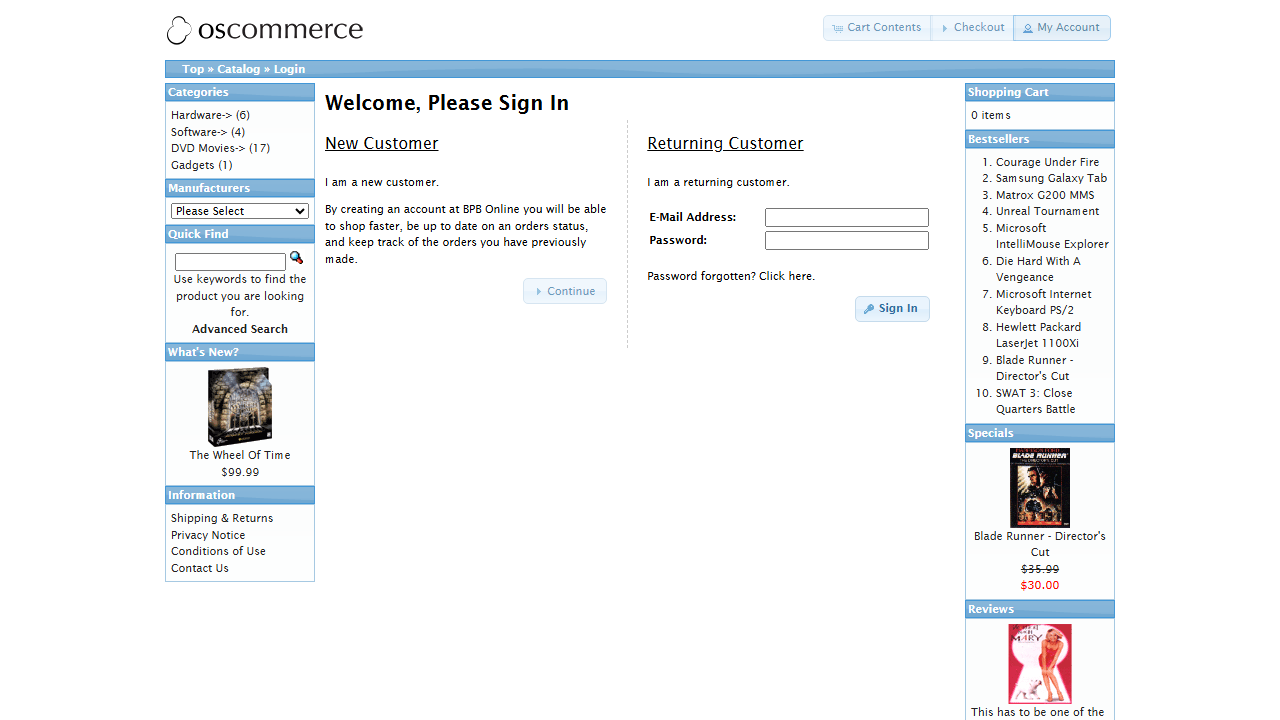 oscommerce
Cart Contents Checkout My Account
Top » Catalog » Login
Categories
Hardware-> (6)
Software-> (4)
DVD Movies-> (17)
Gadgets (1)
Manufacturers
Please Select
Quick Find
Use keywords to find the
product you are looking
for.
Advanced Search
What's New?
The Wheel Of Time
$99.99
Information
Shipping & Returns
Privacy Notice
Conditions of Use
Contact Us
Welcome, Please Sign In
New Customer
I am a new customer.
By creating an account at BPB Online you will be able
to shop faster, be up to date on an orders status,
and keep track of the orders you have previously
made.
Continue
Returning Customer
I am a returning customer.
E-Mail Address:
Password:
Password forgotten? Click here.
Sign In
Shopping Cart
0 items
Bestsellers
1. Courage Under Fire
2. Samsung Galaxy Tab
3. Matrox G200 MMS
4. Unreal Tournament
5. Microsoft
IntelliMouse Explorer
6. Die Hard With A
Vengeance
7. Microsoft Internet
Keyboard PS/2
8. Hewlett Packard
LaserJet 1100Xi
9. Blade Runner -
Director's Cut
10. SWAT 3: Close
Quarters Battle
Specials
BLADE RUNNER
Blade Runner - Director's
Cut
$35.99
$30.00
Reviews
MARY
This has to be one of the